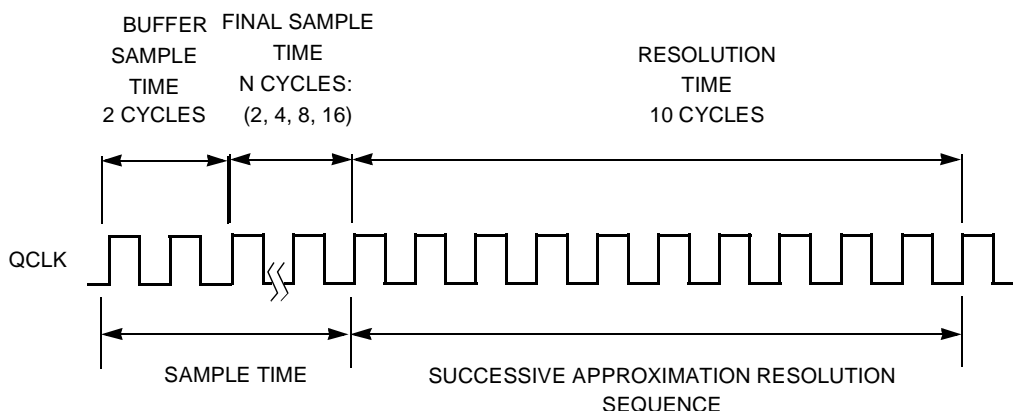 BUFFER
SAMPLE
TIME
2 CYCLES
FINAL SAMPLE
TIME
N CYCLES:
(2, 4, 8, 16)
RESOLUTION
TIME
10 CYCLES
QCLK
SAMPLE TIME
SUCCESSIVE APPROXIMATION RESOLUTION
SEQUENCE